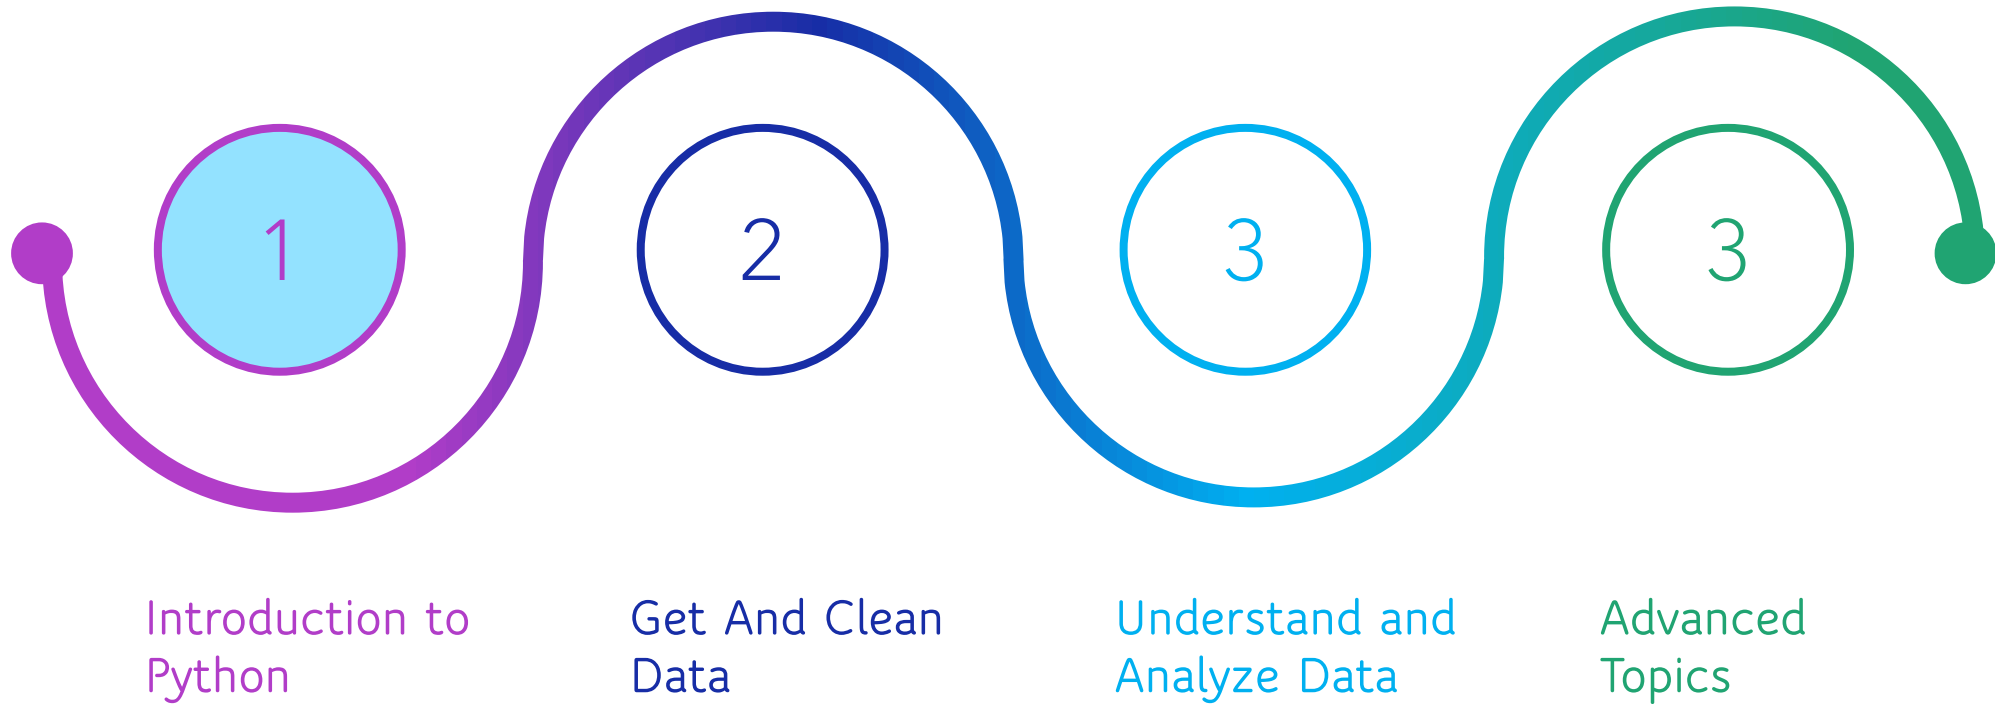 1
2
3
3
Introduction to
Python
Get And Clean
Data
Understand and
Analyze Data
Advanced
Topics